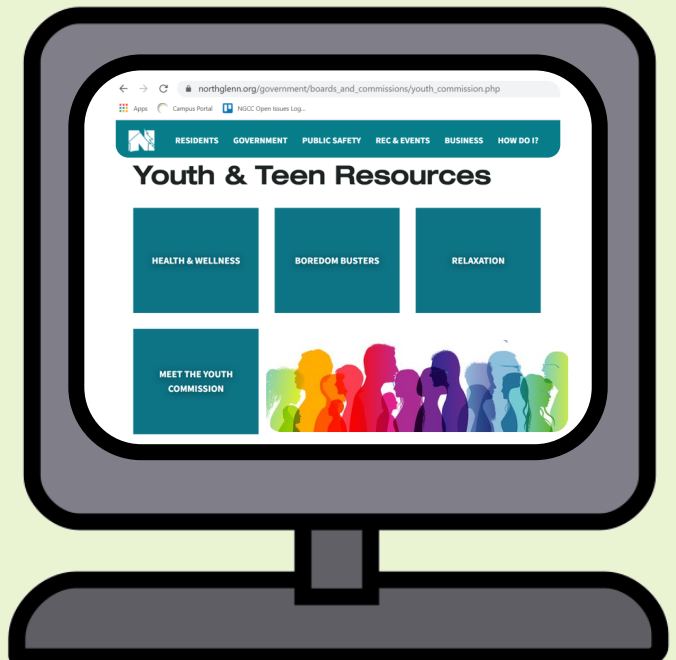 northglenn.org/government/boards_and_commissions/youth_commission.php
Apps Campus Portal NGCC Open Issues Log...
N RESIDENTS GOVERNMENT PUBLIC SAFETY REC & EVENTS BUSINESS HOW DO I?
Youth & Teen Resources
HEALTH & WELLNESS BOREDOM BUSTERS RELAXATION
MEET THE YOUTH
COMMISSION